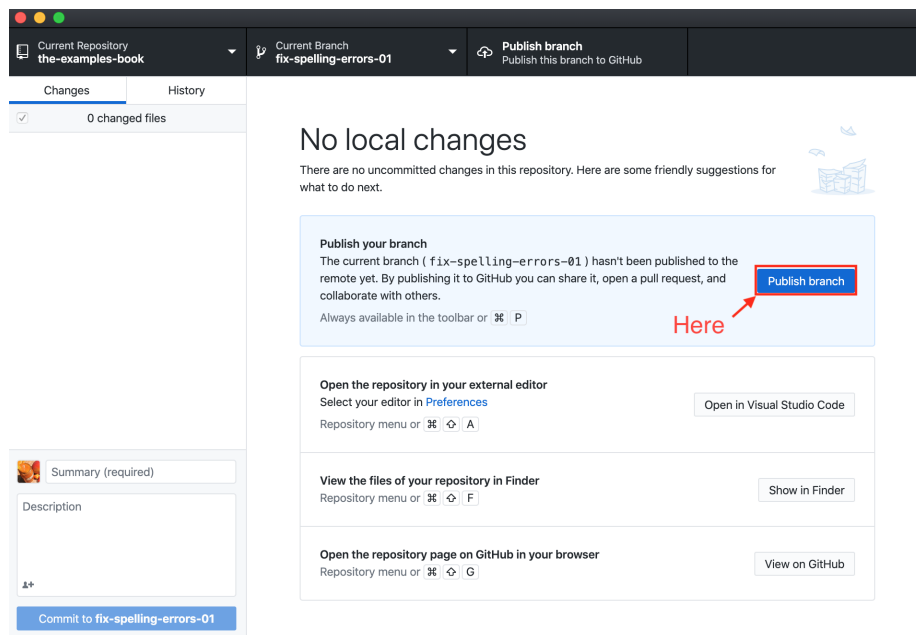 Current Repository
the-examples-book
Current Branch
fix-spelling-errors-01
Publish branch
Publish this branch to GitHub
Changes
History
0 changed files
No local changes
There are no uncommitted changes in this repository. Here are some friendly suggestions for
what to do next.
Publish your branch
The current branch ( fix-spelling-errors-01 ) hasn't been published to the
remote yet. By publishing it to GitHub you can share it, open a pull request, and
collaborate with others.
Always available in the toolbar or ⌘ P
Publish branch
Here
Open the repository in your external editor
Select your editor in Preferences
Repository menu or ⌘ ⇧ A
Open in Visual Studio Code
View the files of your repository in Finder
Repository menu or ⌘ ⇧ F
Show in Finder
Open the repository page on GitHub in your browser
Repository menu or ⌘ ⇧ G
View on GitHub
Summary (required)
Description
Commit to fix-spelling-errors-01